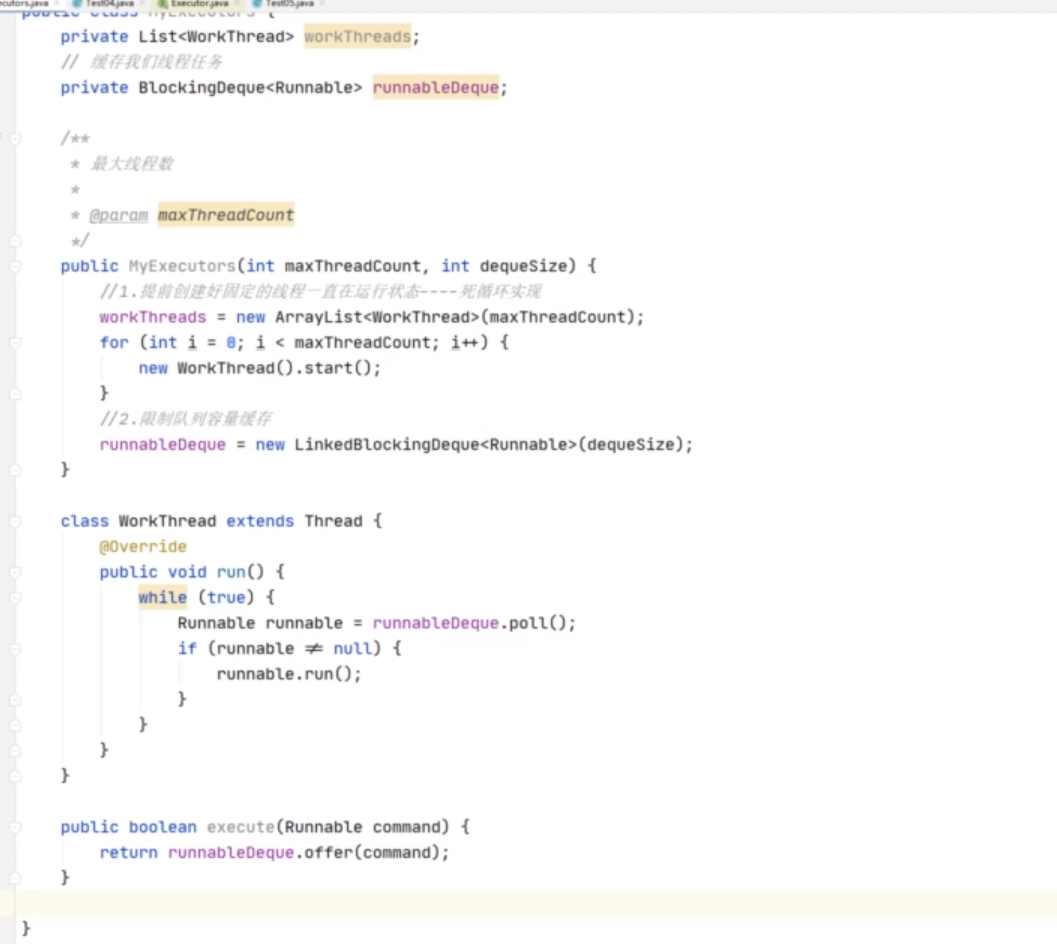 cutors.java Test04.java Executor.java Test05.java
public class MyExecutors {
private List<WorkThread> workThreads;
// 缓存我们线程任务
private BlockingDeque<Runnable> runnableDeque;
/**
* 最大线程数
*
* @param maxThreadCount
*/
public MyExecutors(int maxThreadCount, int dequeSize) {
//1.提前创建好固定的线程一直在运行状态----死循环实现
workThreads = new ArrayList<WorkThread>(maxThreadCount);
for (int i = 0; i < maxThreadCount; i++) {
new WorkThread().start();
}
//2.限制队列容量缓存
runnableDeque = new LinkedBlockingDeque<Runnable>(dequeSize);
}
class WorkThread extends Thread {
@Override
public void run() {
while (true) {
Runnable runnable = runnableDeque.poll();
if (runnable ≠ null) {
runnable.run();
}
}
}
}
public boolean execute(Runnable command) {
return runnableDeque.offer(command);
}
}